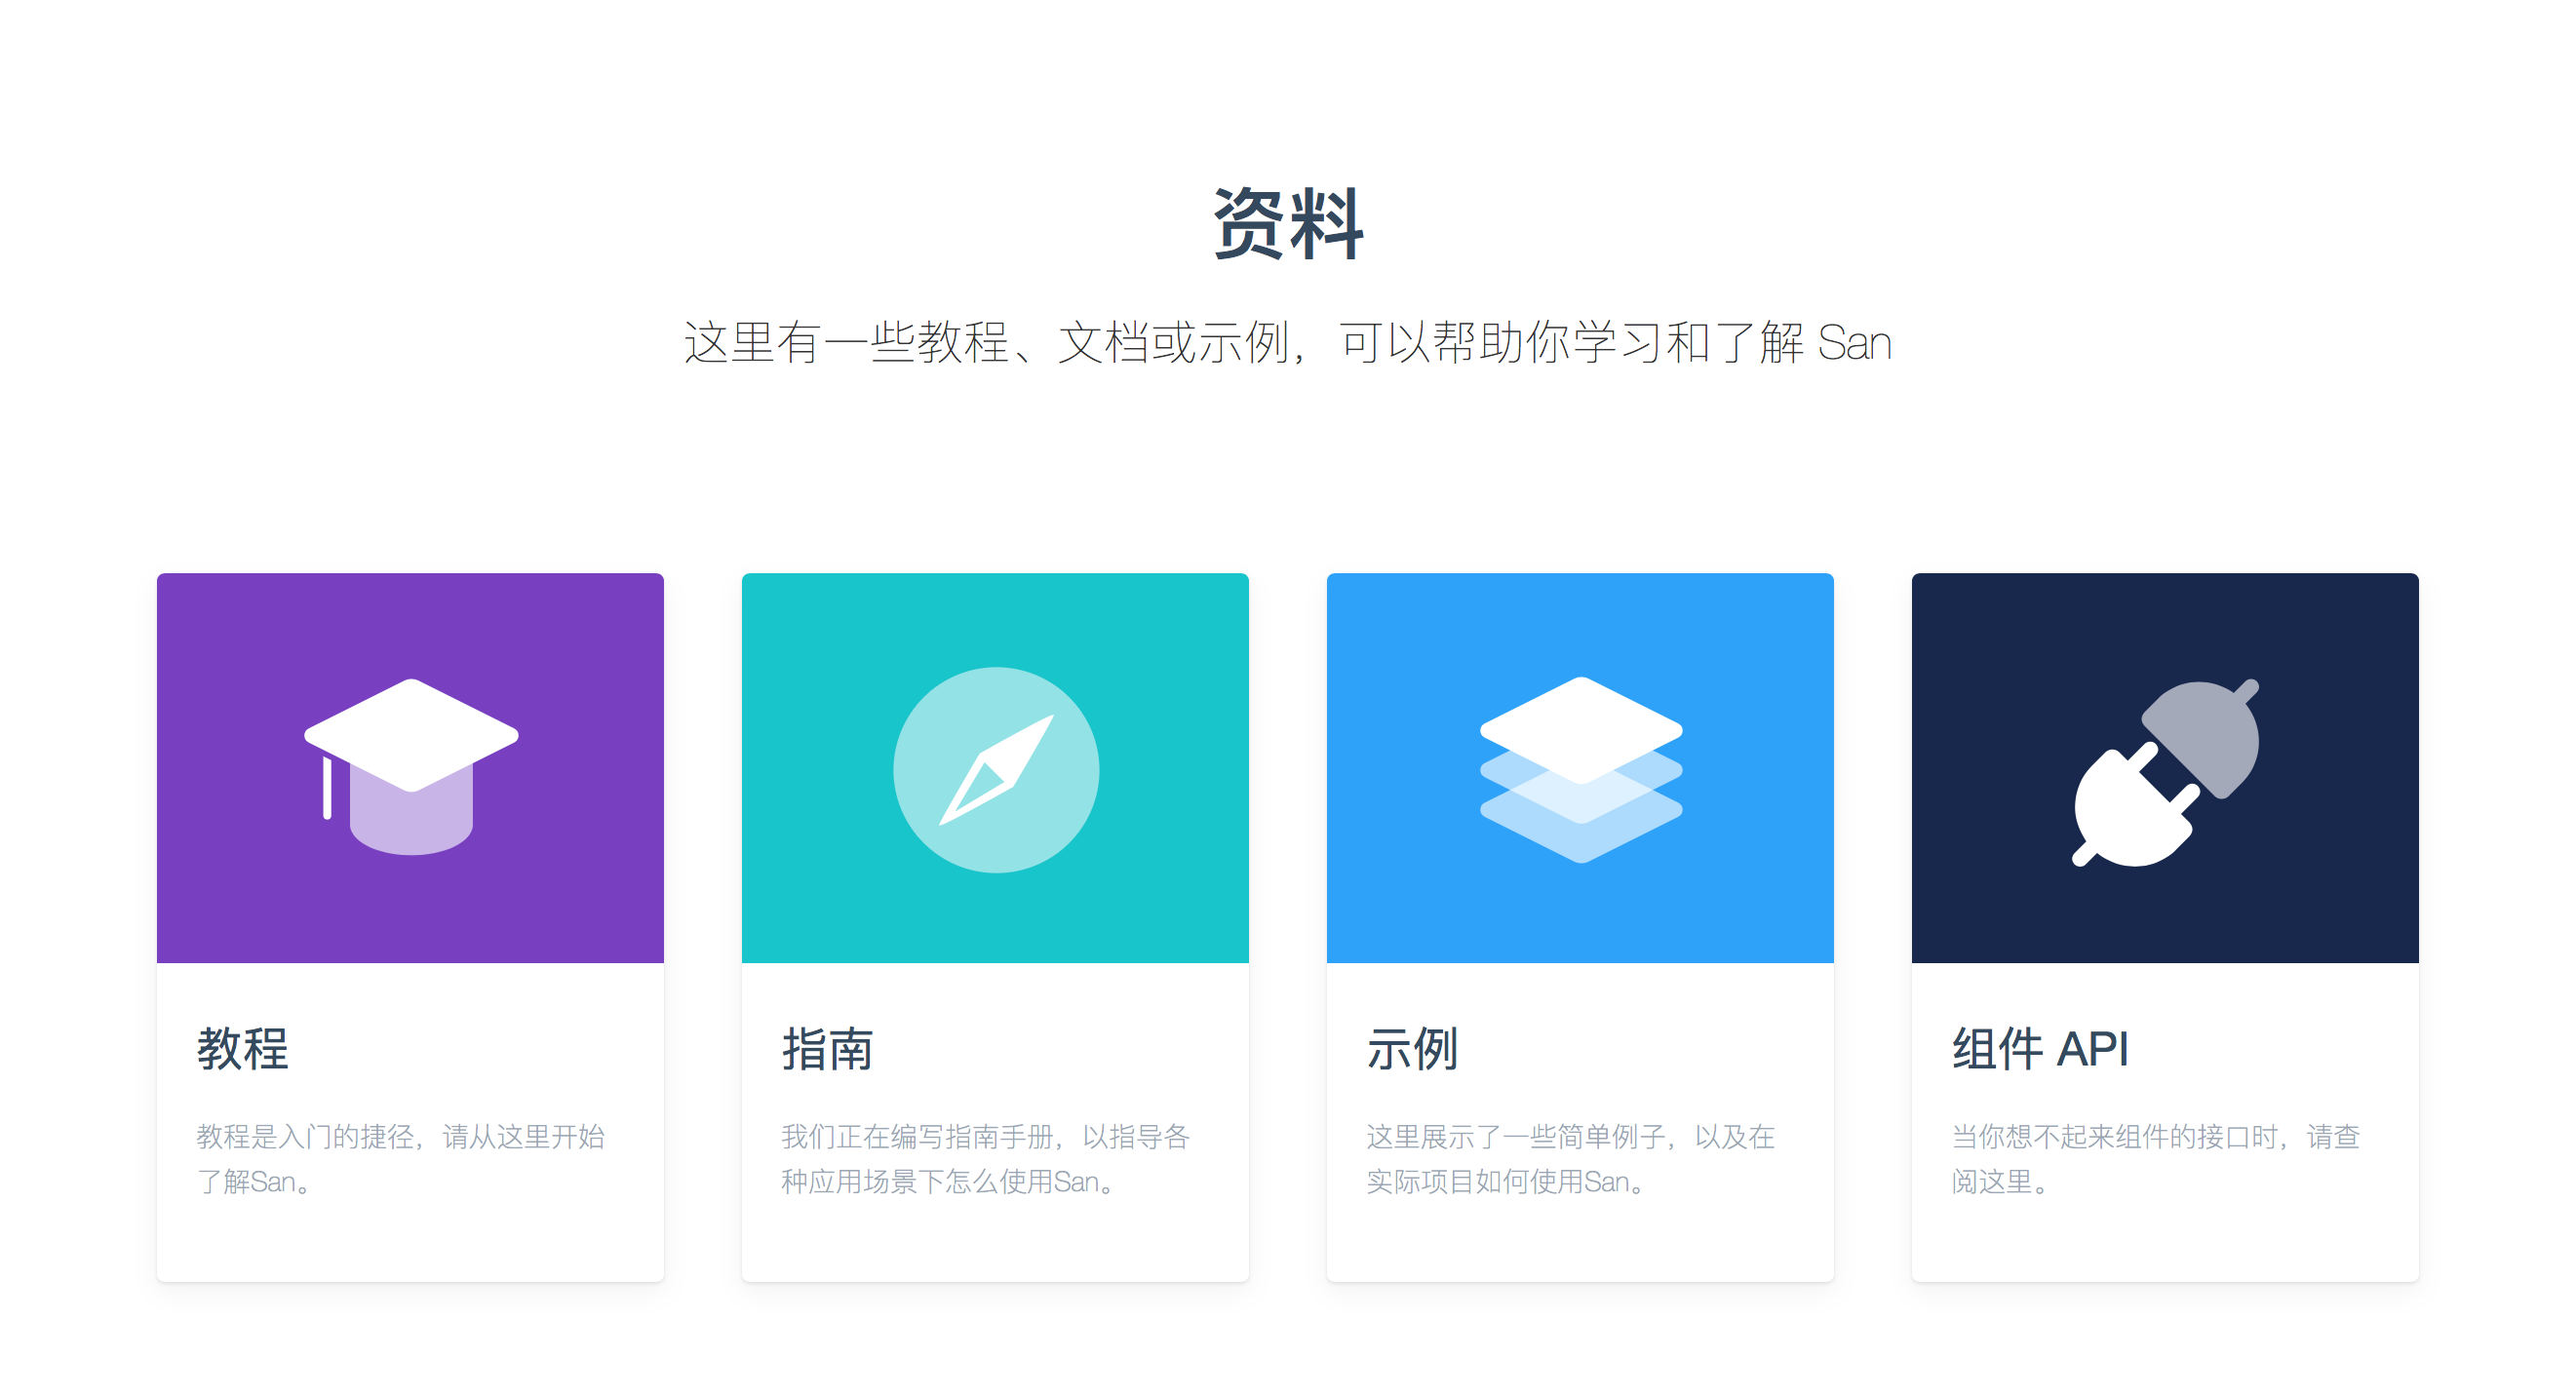 资料
这里有一些教程、文档或示例，可以帮助你学习和了解 San
教程
教程是入门的捷径，请从这里开始
了解San。
指南
我们正在编写指南手册，以指导各
种应用场景下怎么使用San。
示例
这里展示了一些简单例子，以及在
实际项目如何使用San。
组件 API
当你想不起来组件的接口时，请查
阅这里。